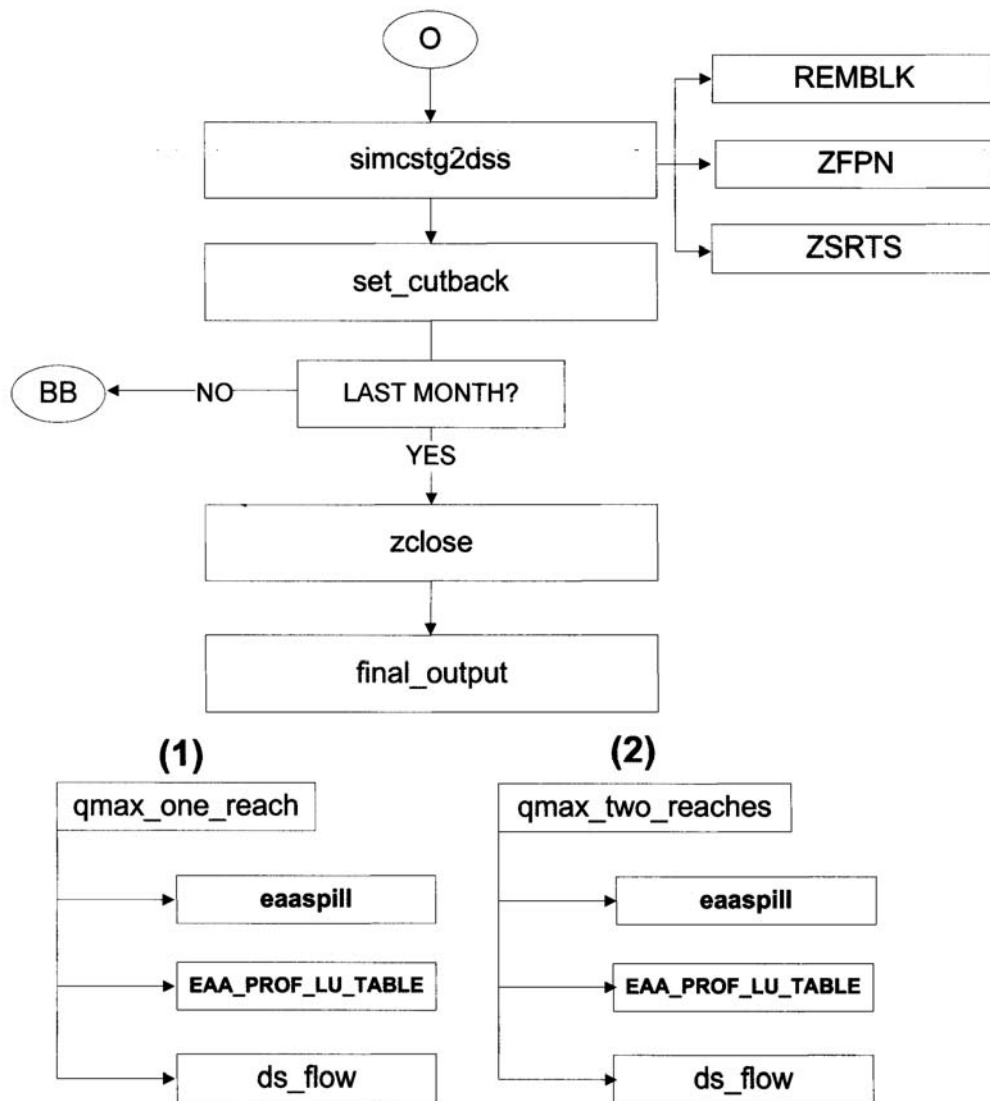 O
REMBLK
simcstg2dss
ZFPN
ZSRTS
set_cutback
BB
NO
LAST MONTH?
YES
zclose
final_output
(1)
(2)
qmax_one_reach
qmax_two_reaches
eaaspill
eaaspill
EAA_PROF_LU_TABLE
EAA_PROF_LU_TABLE
ds_flow
ds_flow